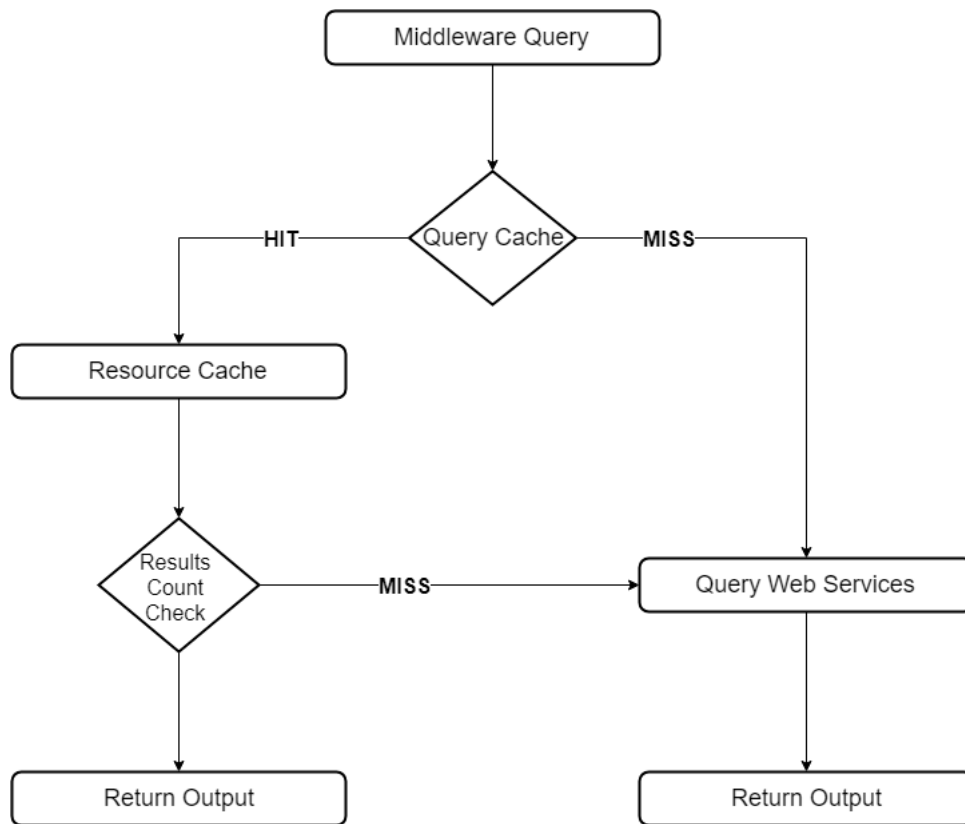 Middleware Query
HIT
Query Cache
MISS
Resource Cache
Results
Count
Check
MISS
Query Web Services
Return Output
Return Output